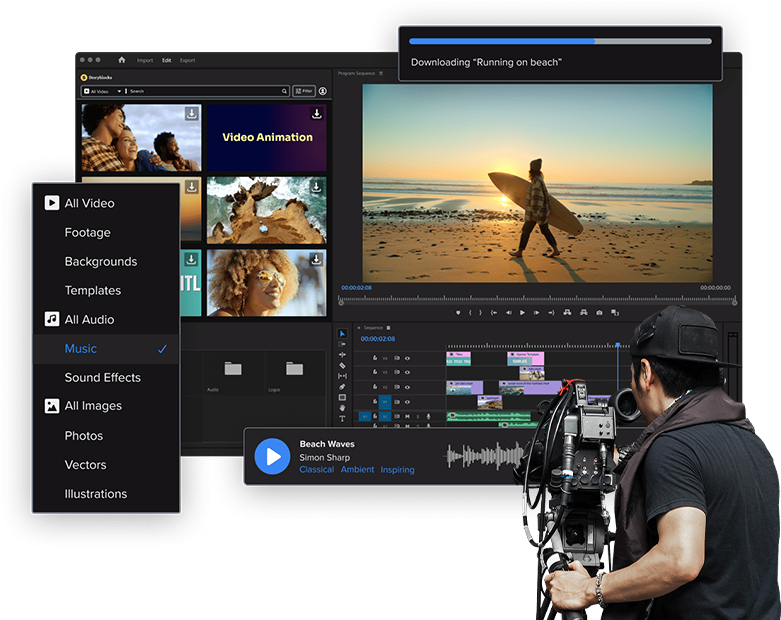 Downloading “Running on beach”
Import Edit Export
Storyblocks
All Video
Search
Filter
Program Sequence
Video Animation
All Video
Footage
Backgrounds
Templates
All Audio
Music
Sound Effects
All Images
Photos
Vectors
Illustrations
ITL
00:00:02:08
00:00:00:00
Sequence
00:00:02:08
Audio
Logos
Beach Waves
Simon Sharp
Classical Ambient Inspiring